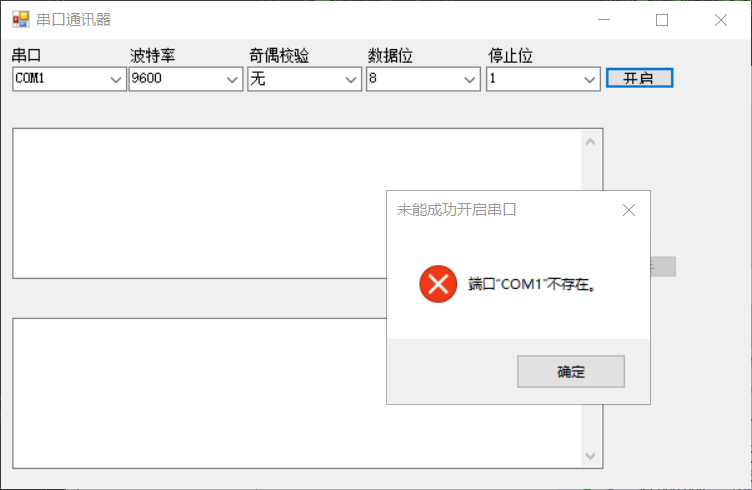 串口通讯器
串口 波特率 奇偶校验 数据位 停止位
COM1 9600 无 8 1 开启
未能成功开启串口
端口“COM1”不存在。
确定